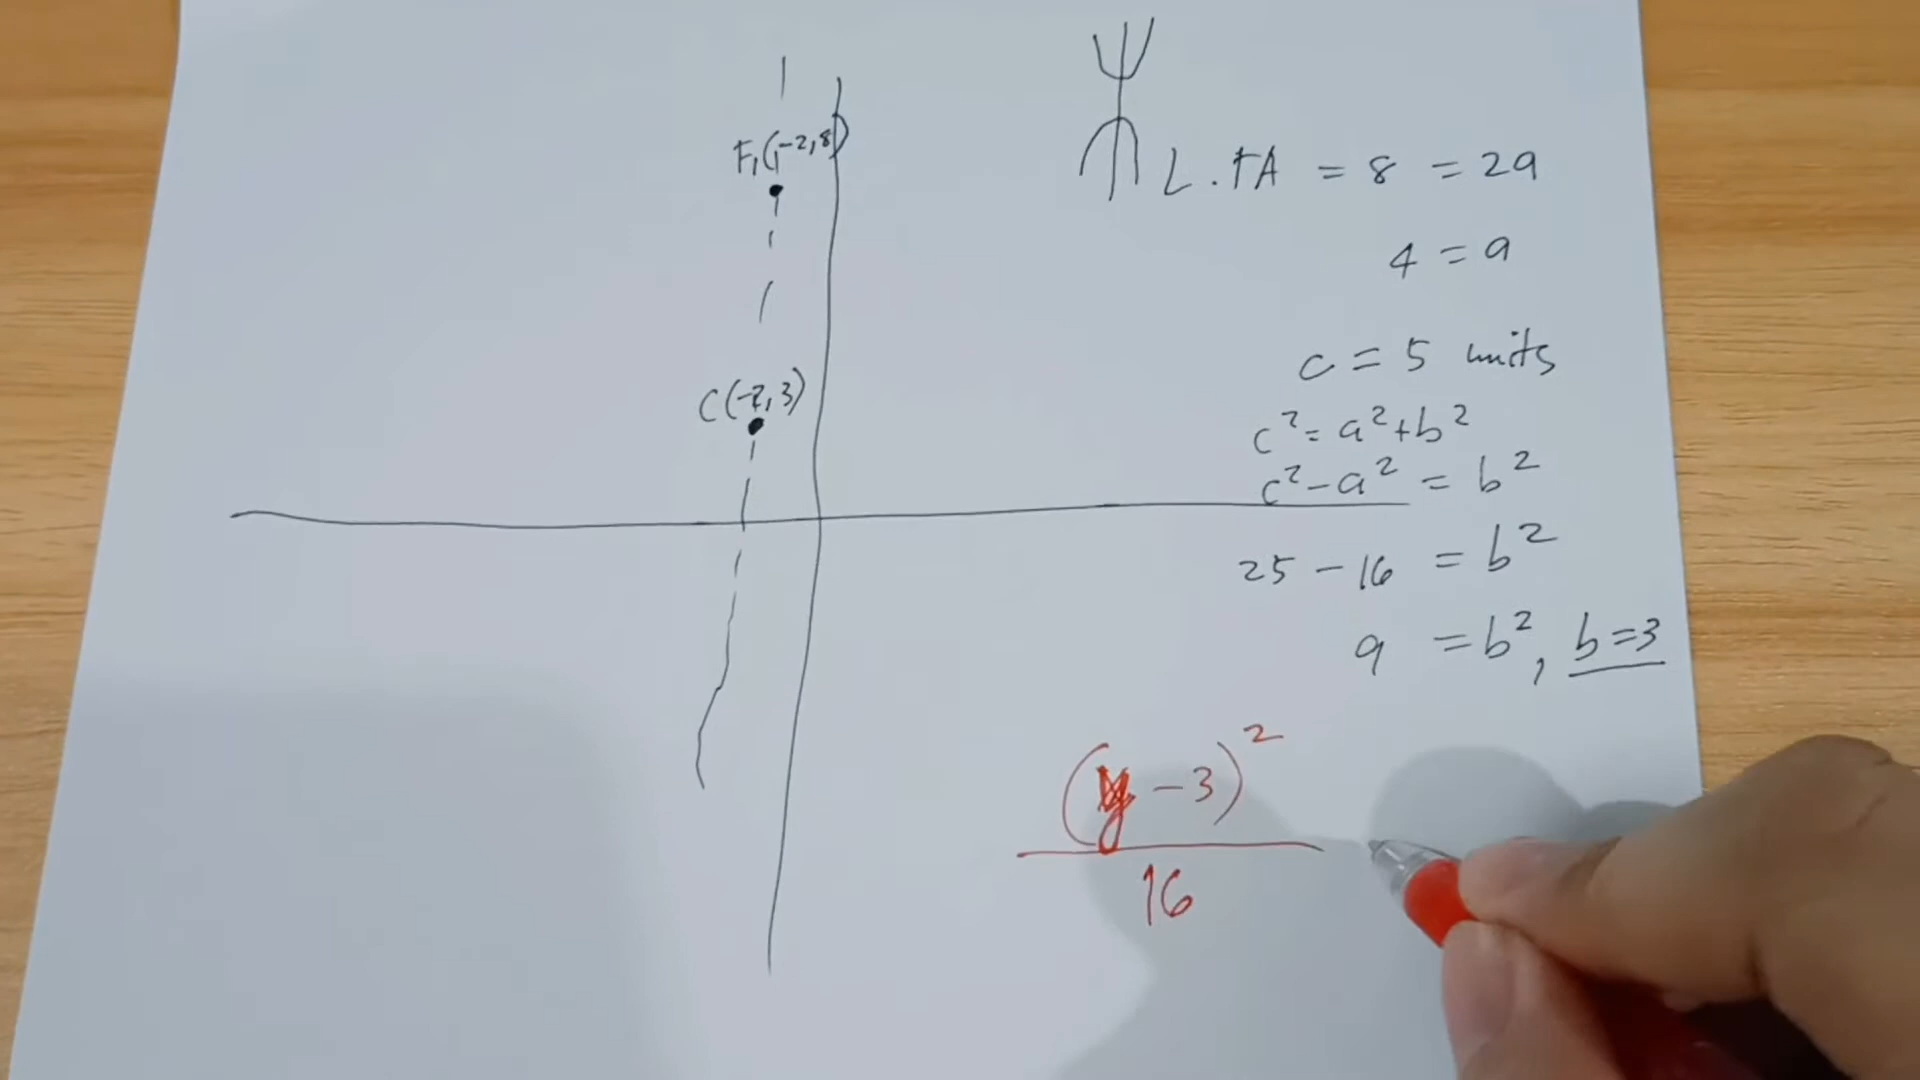 F₁(-2,8)
C(-2,3)
L.TA = 8 = 2a
4 = a
c = 5 units
c² = a²+b²
c²-a² = b²
25 - 16 = b²
9 = b², b=3
(y - 3)²
16